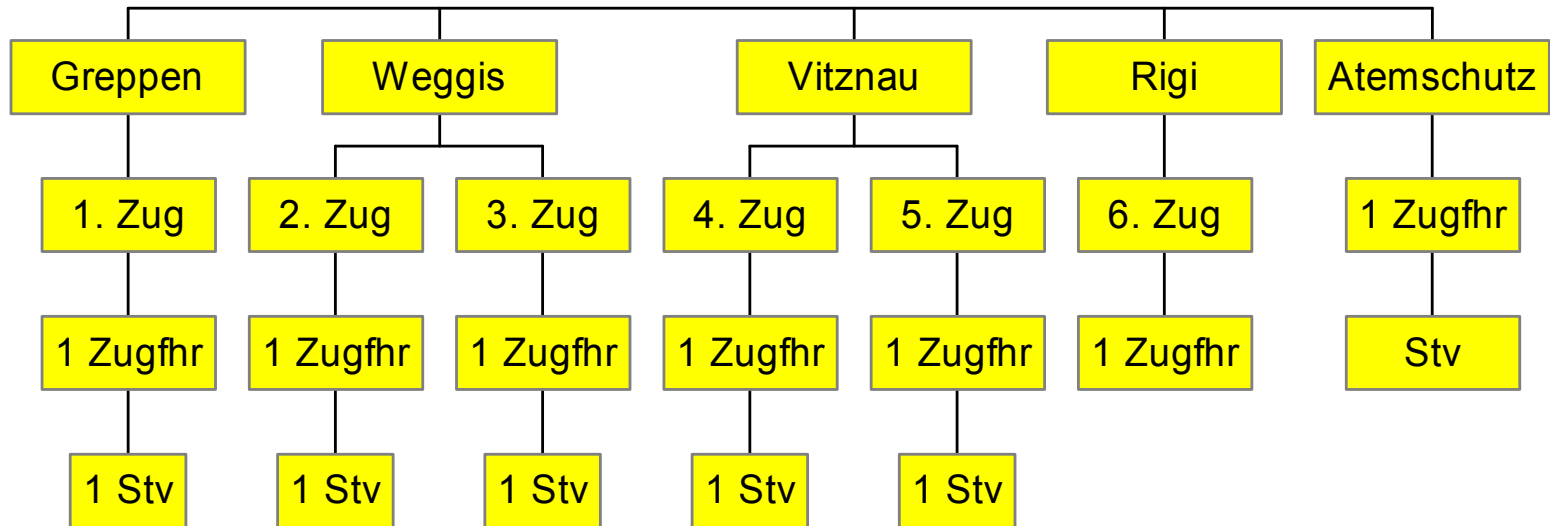 Greppen
Weggis
Vitznau
Rigi
Atemschutz
1. Zug
2. Zug
3. Zug
4. Zug
5. Zug
6. Zug
1 Zugfhr
1 Zugfhr
1 Zugfhr
1 Zugfhr
1 Zugfhr
1 Zugfhr
1 Zugfhr
Stv
1 Stv
1 Stv
1 Stv
1 Stv
1 Stv